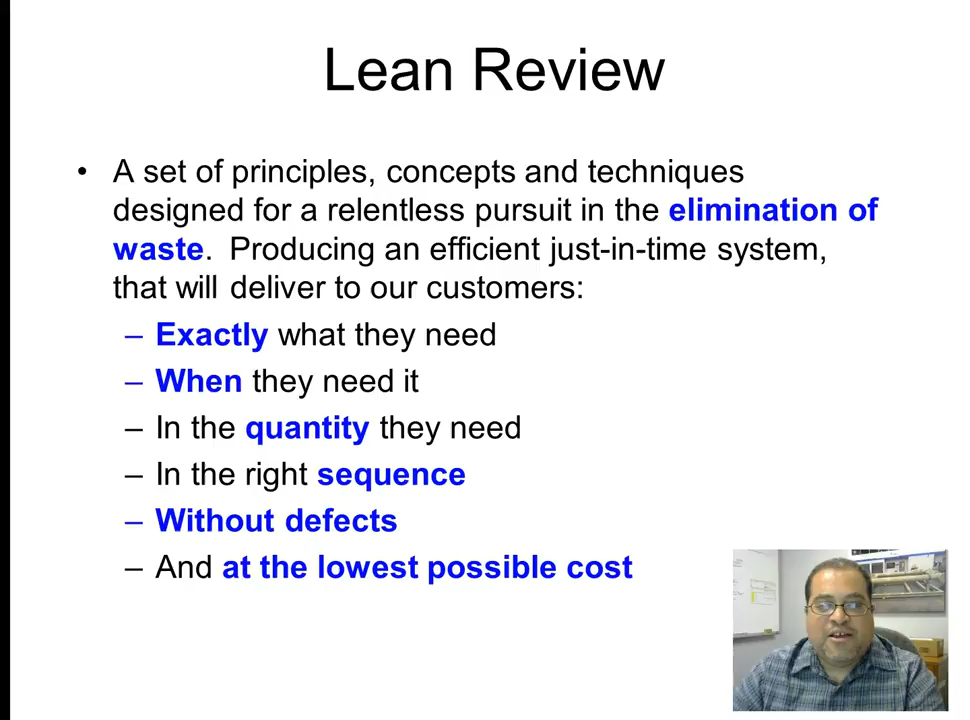 Lean Review
• A set of principles, concepts and techniques
designed for a relentless pursuit in the elimination of
waste.  Producing an efficient just-in-time system,
that will deliver to our customers:
– Exactly what they need
– When they need it
– In the quantity they need
– In the right sequence
– Without defects
– And at the lowest possible cost